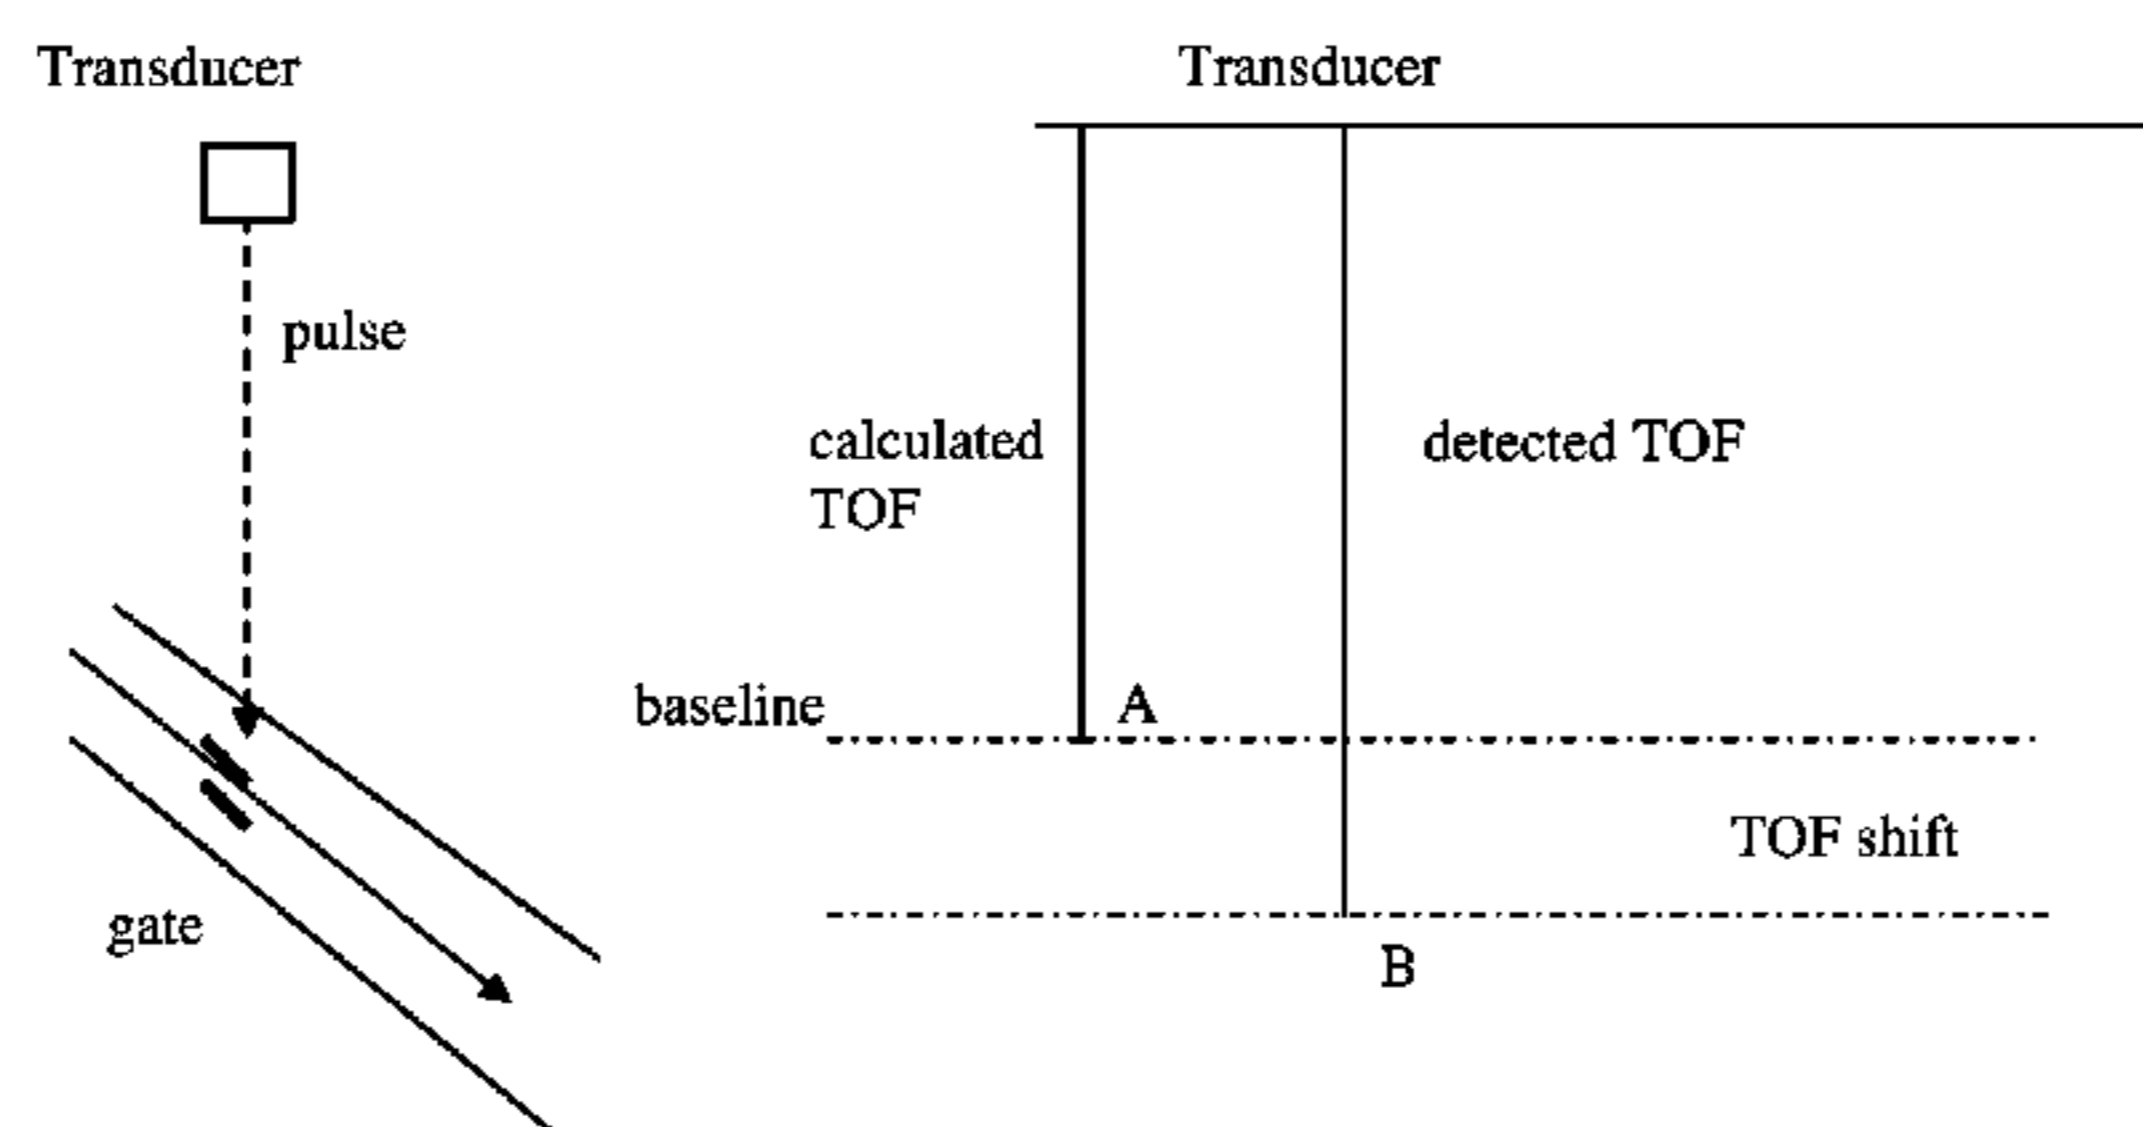 Transducer
pulse
gate
Transducer
calculated
TOF
detected TOF
baseline
A
TOF shift
B